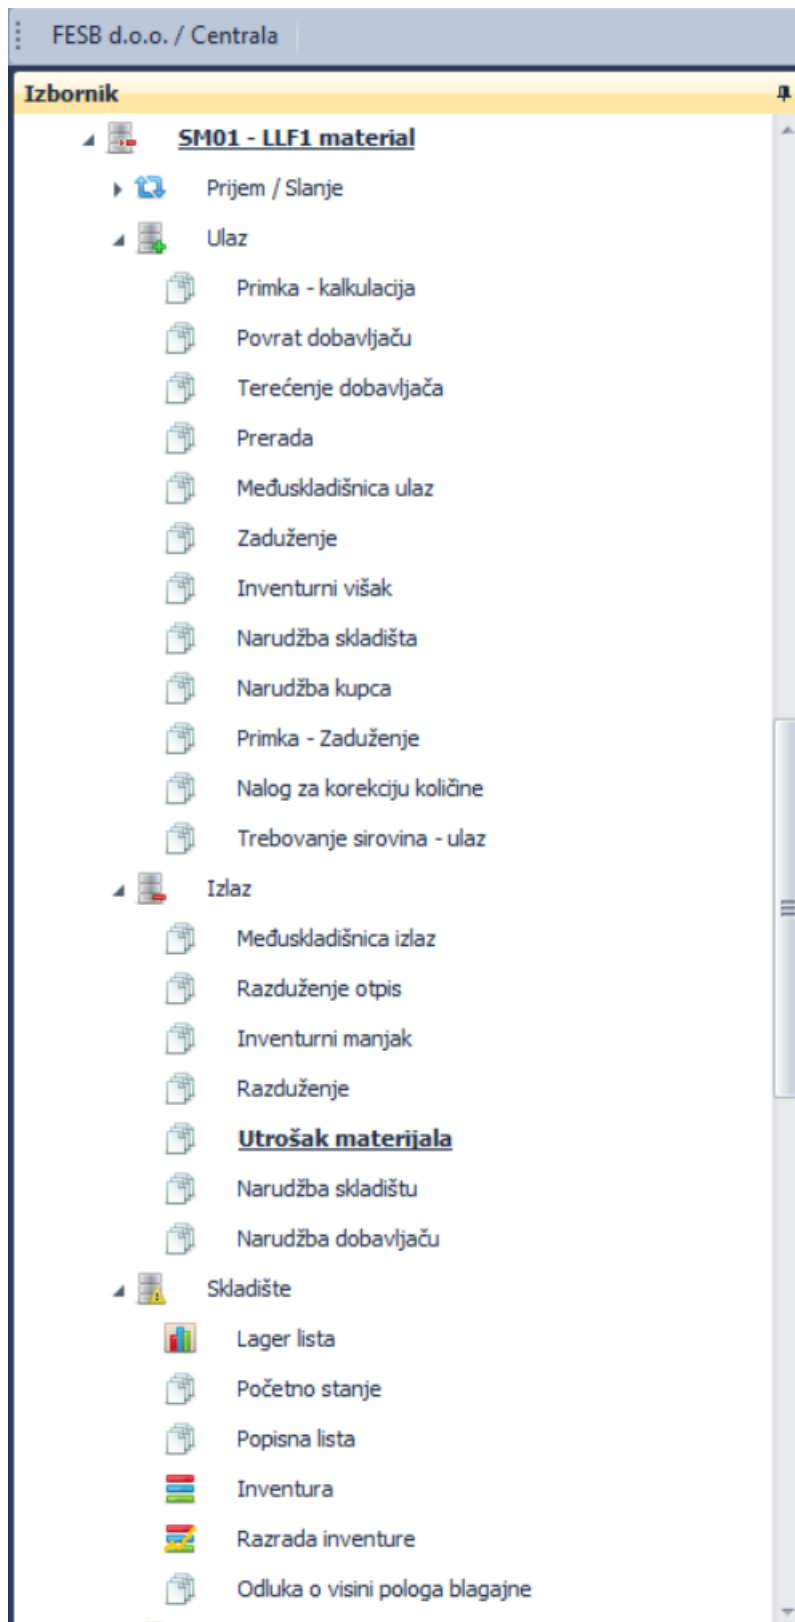 FESB d.o.o. / Centrala
Izbornik
SM01 - LLF1 material
Prijem / Slanje
Ulaz
Primka - kalkulacija
Povrat dobavljaču
Terećenje dobavljača
Prerada
Međuskladišnica ulaz
Zaduženje
Inventurni višak
Narudžba skladišta
Narudžba kupca
Primka - Zaduženje
Nalog za korekciju količine
Trebovanje sirovina - ulaz
Izlaz
Međuskladišnica izlaz
Razduženje otpis
Inventurni manjak
Razduženje
Utrošak materijala
Narudžba skladištu
Narudžba dobavljaču
Skladište
Lager lista
Početno stanje
Popisna lista
Inventura
Razrada inventure
Odluka o visini pologa blagajne